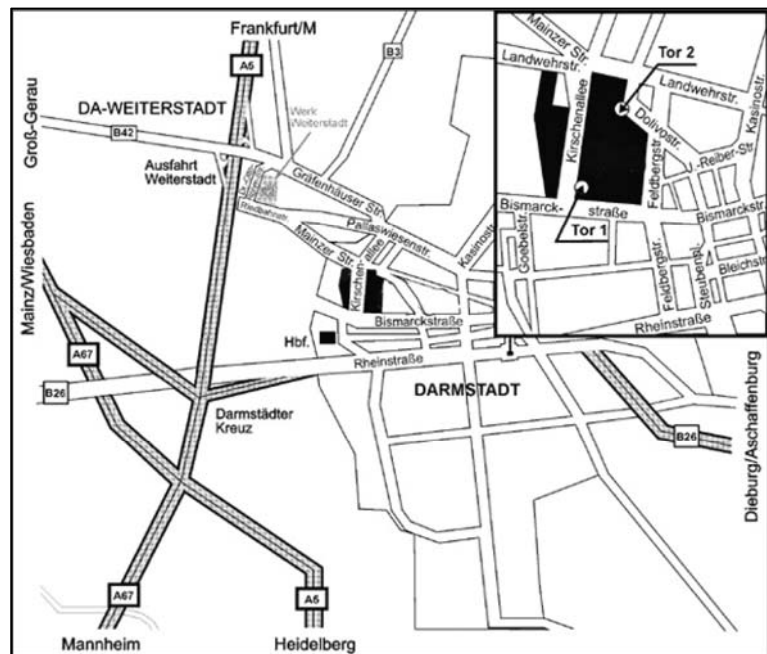 Frankfurt/M
A5
B3
DA-WEITERSTADT
Groß-Gerau
B42
Werk
Weiterstadt
Ausfahrt
Weiterstadt
Gräfenhäuser Str.
Riedbahnstr.
Pallaswiesenstr.
Mainzer Str.
Kirschenallee
Kasinostr.
Mainz/Wiesbaden
A67
Bismarckstraße
Hbf.
Rheinstraße
B26
DARMSTADT
Darmstädter
Kreuz
B26
Dieburg/Aschaffenburg
A67
A5
Mannheim
Heidelberg
Mainzer Str.
Tor 2
Landwehrstr.
Landwehrstr.
Kirschenallee
Dolivostr.
Kasinostr.
Feldbergstr.
J.-Reiber-Str
Bismarck-
straße
Bismarckstr.
Tor 1
Goebelstr.
Feldbergstr.
Steubenpl.
Bleichstr.
Rheinstraße